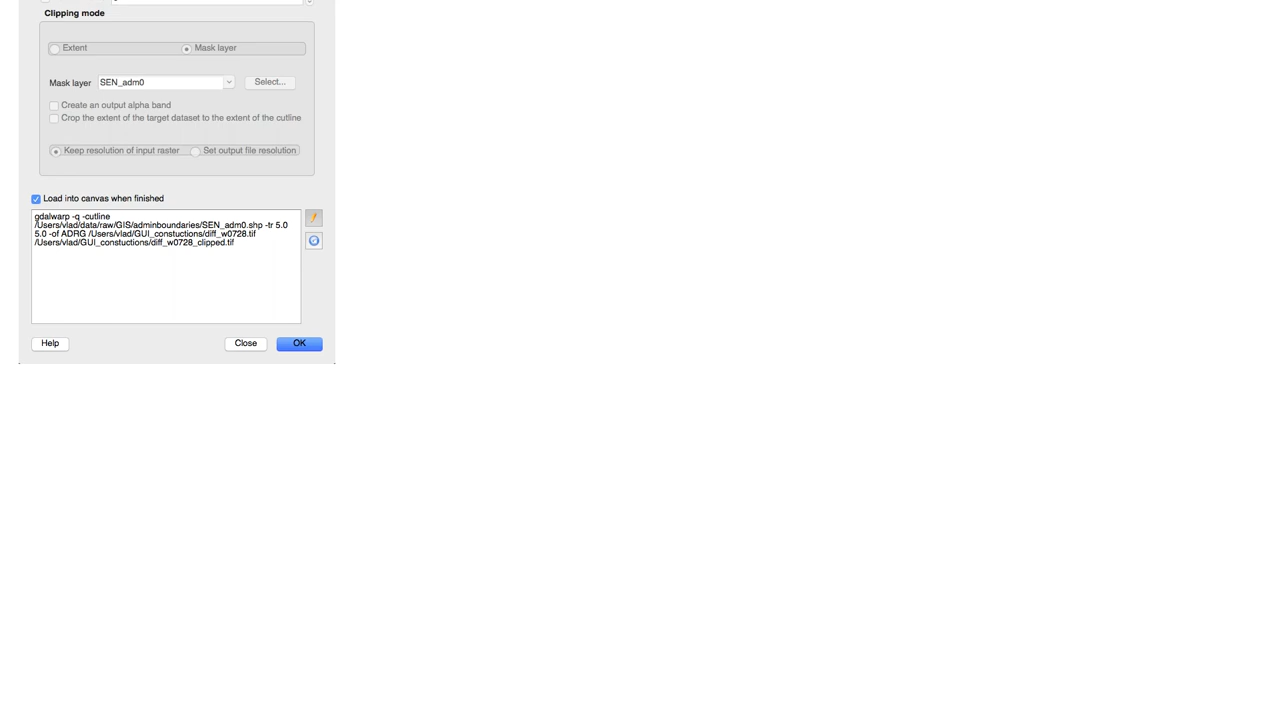 Clipping mode
Extent Mask layer
Mask layer SEN_adm0 Select...
Create an output alpha band
Crop the extent of the target dataset to the extent of the cutline
Keep resolution of input raster Set output file resolution
Load into canvas when finished
gdalwarp -q -cutline
/Users/vlad/data/raw/GIS/adminboundaries/SEN_adm0.shp -tr 5.0
5.0 -of ADRG /Users/vlad/GUI_constuctions/diff_w0728.tif
/Users/vlad/GUI_constuctions/diff_w0728_clipped.tif
Help Close OK